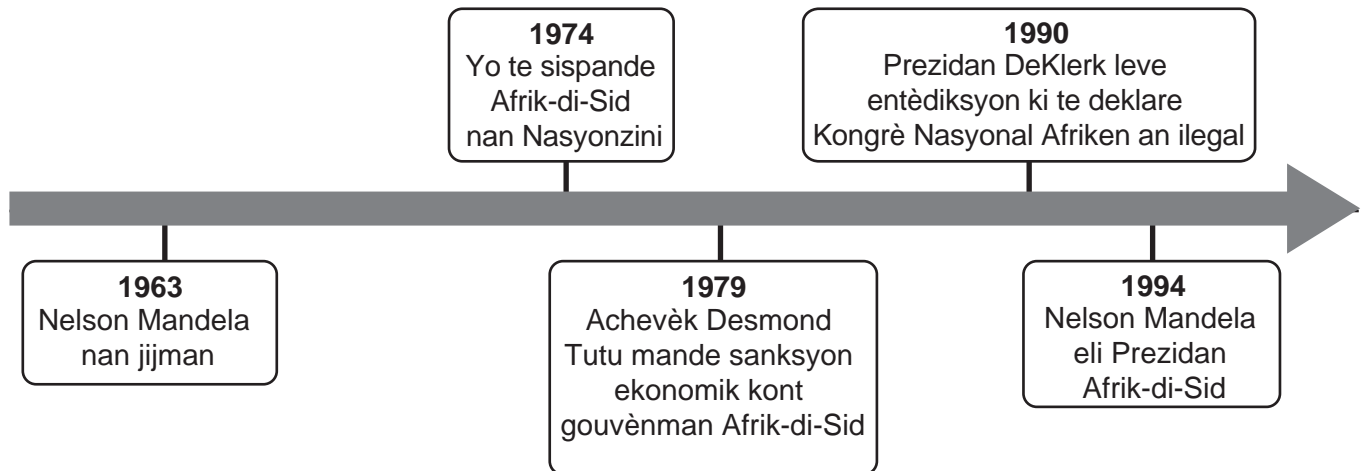 1974
Yo te sispande
Afrik-di-Sid
nan Nasyonzini
1990
Prezidan DeKlerk leve
entèdiksyon ki te deklare
Kongrè Nasyonal Afriken an ilegal
1963
Nelson Mandela
nan jijman
1979
Achevèk Desmond
Tutu mande sanksyon
ekonomik kont
gouvènman Afrik-di-Sid
1994
Nelson Mandela
eli Prezidan
Afrik-di-Sid